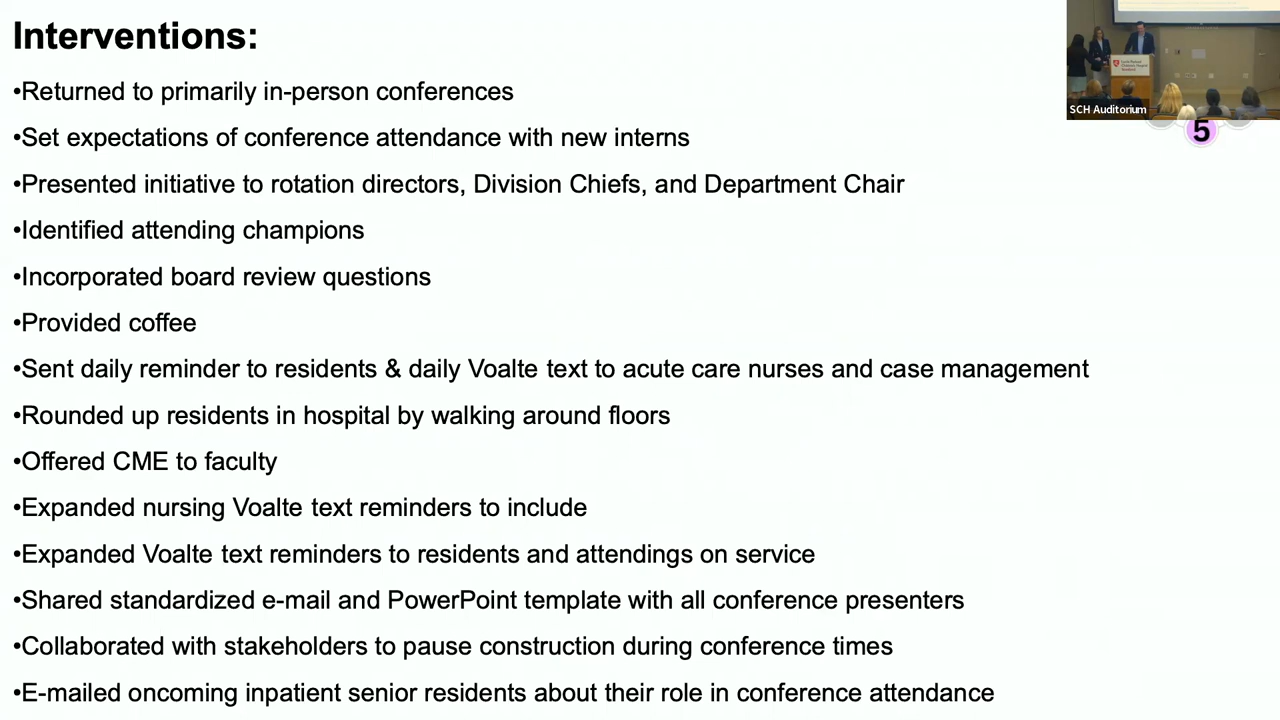 Interventions:
•Returned to primarily in-person conferences
•Set expectations of conference attendance with new interns
•Presented initiative to rotation directors, Division Chiefs, and Department Chair
•Identified attending champions
•Incorporated board review questions
•Provided coffee
•Sent daily reminder to residents & daily Voalte text to acute care nurses and case management
•Rounded up residents in hospital by walking around floors
•Offered CME to faculty
•Expanded nursing Voalte text reminders to include
•Expanded Voalte text reminders to residents and attendings on service
•Shared standardized e-mail and PowerPoint template with all conference presenters
•Collaborated with stakeholders to pause construction during conference times
•E-mailed oncoming inpatient senior residents about their role in conference attendance
SCH Auditorium
5